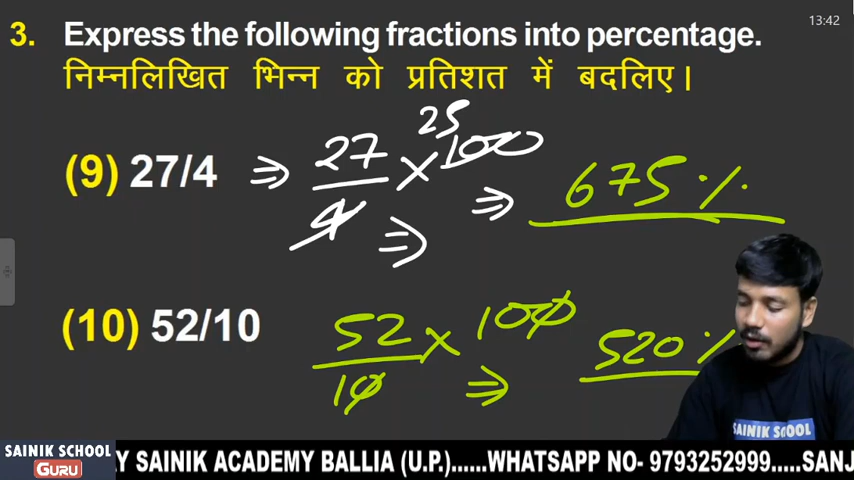 13:42
3. Express the following fractions into percentage.
निम्नलिखित भिन्न को प्रतिशत में बदलिए।
(9) 27/4 ⇒ 27/4 × 100 25 ⇒ ⇒ 675%
(10) 52/10 52/10 × 100 ⇒ 520%
SAINIK SCHOOL
SAINIK SCHOOL
Guru
Y SAINIK ACADEMY BALLIA (U.P.)......WHATSAPP NO- 9793252999......SANJ